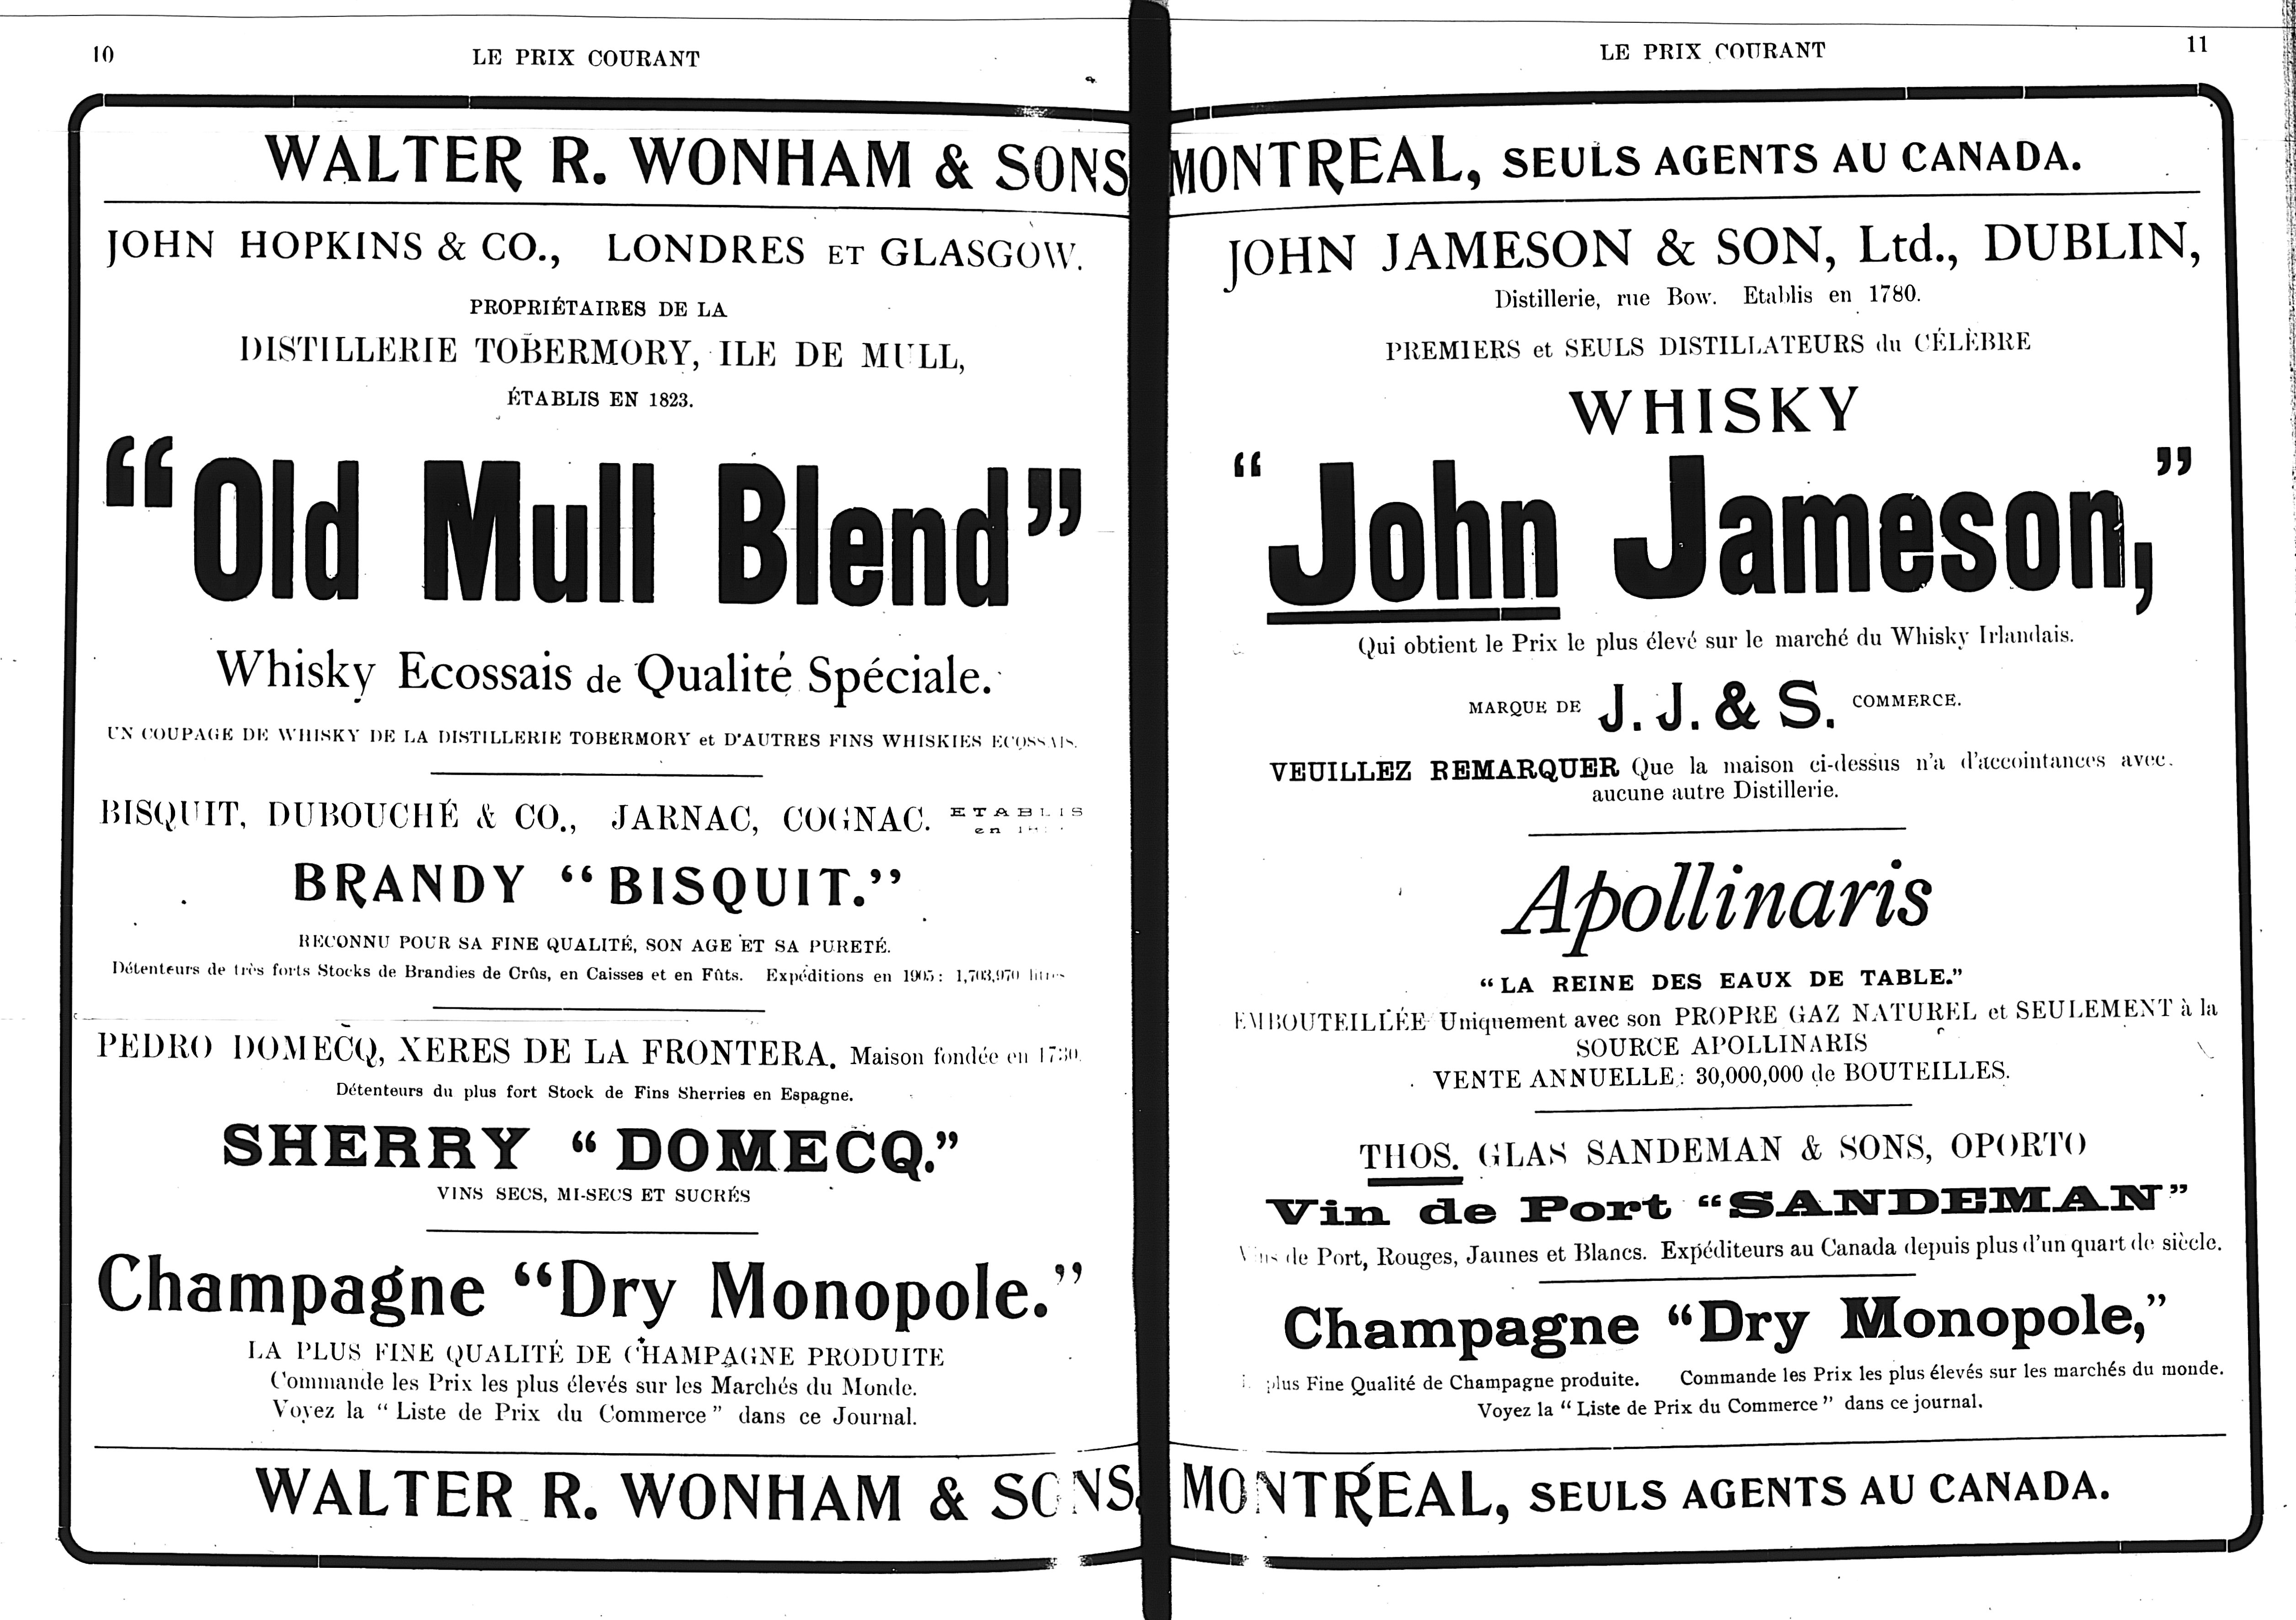 10
LE PRIX COURANT
WALTER R. WONHAM & SONS
JOHN HOPKINS & CO., LONDRES ET GLASGOW.
PROPRIÉTAIRES DE LA
DISTILLERIE TOBERMORY, ILE DE MULL,
ÉTABLIS EN 1823.
“Old Mull Blend”
Whisky Ecossais de Qualité Spéciale.
UN COUPAGE DE WHISKY DE LA DISTILLERIE TOBERMORY et D'AUTRES FINS WHISKIES ECOSSAIS.
BISQUIT, DUBOUCHÉ & CO., JARNAC, COGNAC. ETABLIS
en
BRANDY “BISQUIT.”
RECONNU POUR SA FINE QUALITÉ, SON AGE ET SA PURETÉ.
Détenteurs de très forts Stocks de Brandies de Crûs, en Caisses et en Fûts. Expéditions en 1905: 1,703,970 litres
PEDRO DOMECQ, XERES DE LA FRONTERA. Maison fondée en 1730.
Détenteurs du plus fort Stock de Fins Sherries en Espagne.
SHERRY “DOMECQ.”
VINS SECS, MI-SECS ET SUCRÉS
Champagne “Dry Monopole.”
LA PLUS FINE QUALITÉ DE CHAMPAGNE PRODUITE
Commande les Prix les plus élevés sur les Marchés du Monde.
Voyez la “Liste de Prix du Commerce” dans ce Journal.
WALTER R. WONHAM & SONS,
LE PRIX COURANT
11
MONTREAL, SEULS AGENTS AU CANADA.
JOHN JAMESON & SON, Ltd., DUBLIN,
Distillerie, rue Bow. Etablis en 1780.
PREMIERS et SEULS DISTILLATEURS du CÉLÈBRE
WHISKY
“John Jameson,”
Qui obtient le Prix le plus élevé sur le marché du Whisky Irlandais.
MARQUE DE J. J. & S. COMMERCE.
VEUILLEZ REMARQUER Que la maison ci-dessus n'a d'accointances avec
aucune autre Distillerie.
Apollinaris
“LA REINE DES EAUX DE TABLE.”
EMBOUTEILLÉE Uniquement avec son PROPRE GAZ NATUREL et SEULEMENT à la
SOURCE APOLLINARIS
VENTE ANNUELLE: 30,000,000 de BOUTEILLES.
THOS. GLAS SANDEMAN & SONS, OPORTO
Vin de Port “SANDEMAN”
Vins de Port, Rouges, Jaunes et Blancs. Expéditeurs au Canada depuis plus d'un quart de siècle.
Champagne “Dry Monopole,”
plus Fine Qualité de Champagne produite. Commande les Prix les plus élevés sur les marchés du monde.
Voyez la “Liste de Prix du Commerce” dans ce journal.
MONTREAL, SEULS AGENTS AU CANADA.